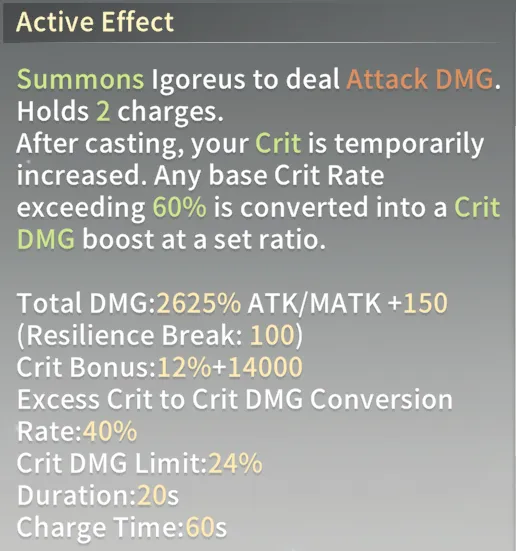 Active Effect
Summons Igoreus to deal Attack DMG.
Holds 2 charges.
After casting, your Crit is temporarily
increased. Any base Crit Rate
exceeding 60% is converted into a Crit
DMG boost at a set ratio.
Total DMG:2625% ATK/MATK +150
(Resilience Break: 100)
Crit Bonus:12%+14000
Excess Crit to Crit DMG Conversion
Rate:40%
Crit DMG Limit:24%
Duration:20s
Charge Time:60s